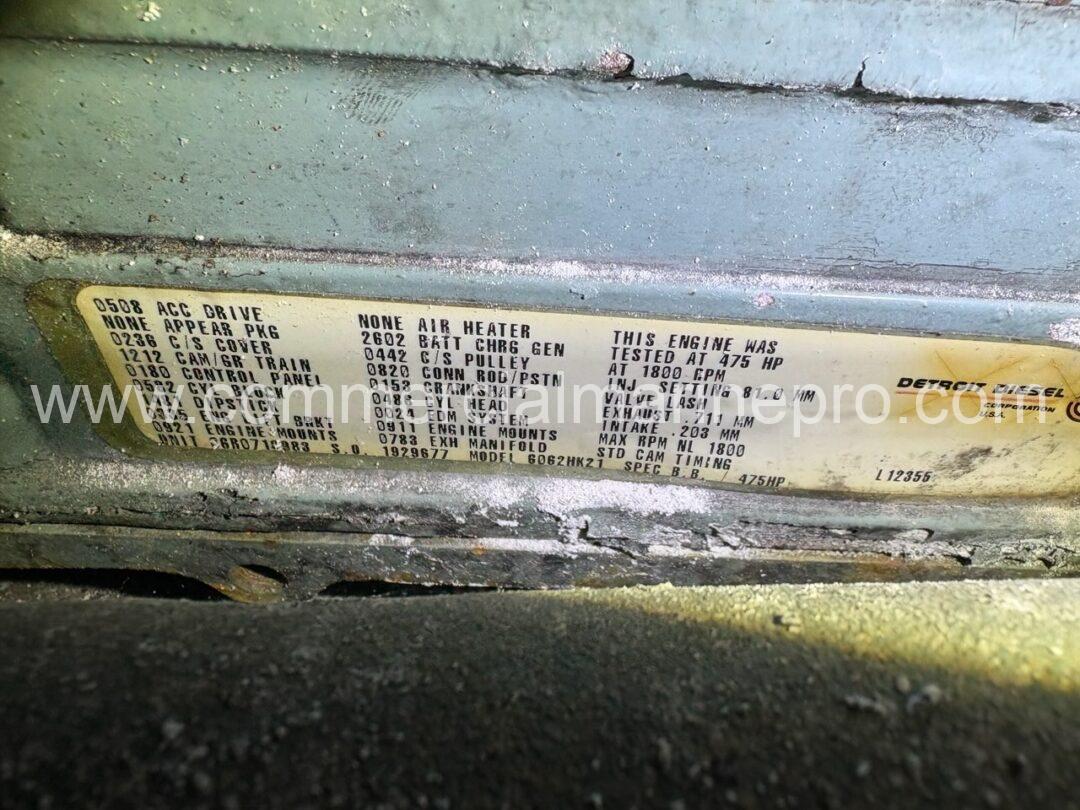 0508 ACC DRIVE
NONE APPEAR PKG
0236 C/S COVER
1212 CAM/GR TRAIN
0180 CONTROL PANEL
DIPSTICK
0921 ENGINE MOUNTS
UNIT S.O. 1929677 MODEL 6062HK21 SPEC B.B. / 475HP
NONE AIR HEATER
2602 BATT CHRG GEN
0442 C/S PULLEY
0820 CONN ROD/PSTN
CRANKSHAFT
CYL HEAD
0024 EDM SYSTEM
0911 ENGINE MOUNTS
0783 EXH MANIFOLD
THIS ENGINE WAS
TESTED AT 475 HP
AT 1800 GPM
INJ SETTING 81.0 MM
VALVE LASH
EXHAUST .711 MM
INTAKE .203 MM
MAX RPM NL 1800
STD CAM TIMING
DETROIT DIESEL
CORPORATION
U.S.A.
L12355
www.commercialmarinepro.com